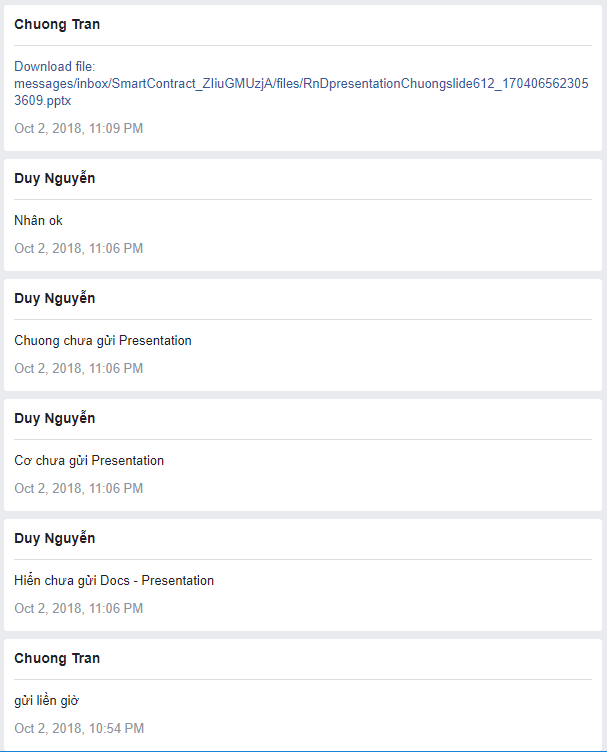 Chuong Tran
Download file:
messages/inbox/SmartContract_ZIiuGMUzjA/files/RnDpresentationChuongslide612_170406562305
3609.pptx
Oct 2, 2018, 11:09 PM
Duy Nguyễn
Nhân ok
Oct 2, 2018, 11:06 PM
Duy Nguyễn
Chuong chưa gửi Presentation
Oct 2, 2018, 11:06 PM
Duy Nguyễn
Cơ chưa gửi Presentation
Oct 2, 2018, 11:06 PM
Duy Nguyễn
Hiển chưa gửi Docs - Presentation
Oct 2, 2018, 11:06 PM
Chuong Tran
gửi liền giờ
Oct 2, 2018, 10:54 PM